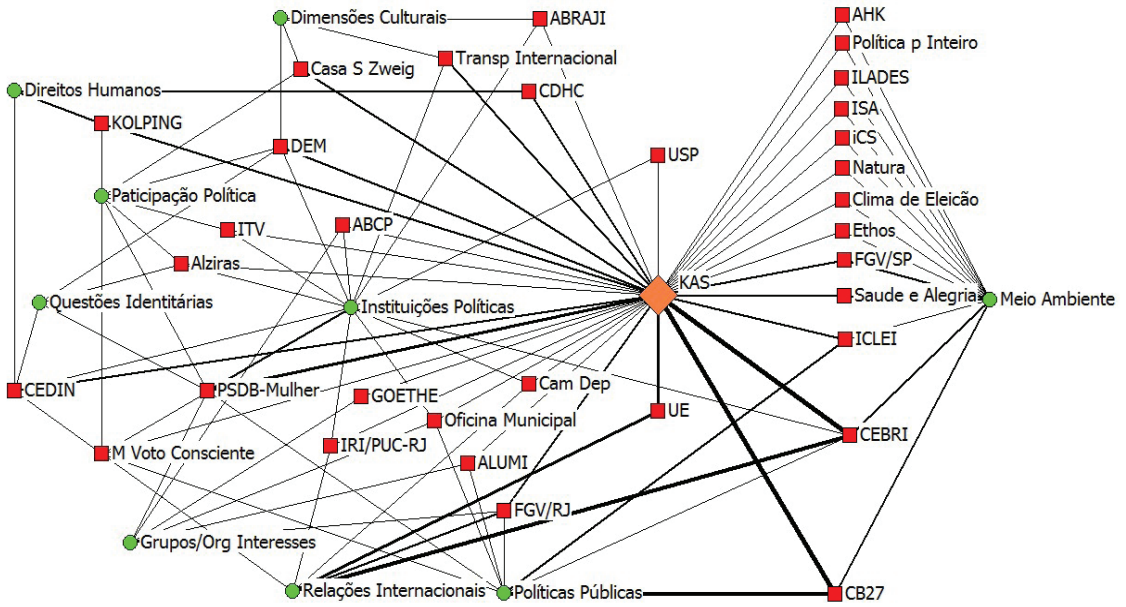 Dimensões Culturais
ABRAJI
AHK
Transp Internacional
Política p Inteiro
Casa S Zweig
ILADES
Direitos Humanos
CDHC
ISA
KOLPING
iCS
DEM
USP
Natura
Paticipação Política
Clima de Eleicão
ITV
ABCP
Ethos
Alziras
FGV/SP
KAS
Questões Identitárias
Instituições Políticas
Saude e Alegria
Meio Ambiente
ICLEI
CEDIN
PSDB-Mulher
GOETHE
Cam Dep
Oficina Municipal
UE
CEBRI
M Voto Consciente
IRI/PUC-RJ
ALUMI
FGV/RJ
Grupos/Org Interesses
Relações Internacionais
Políticas Públicas
CB27